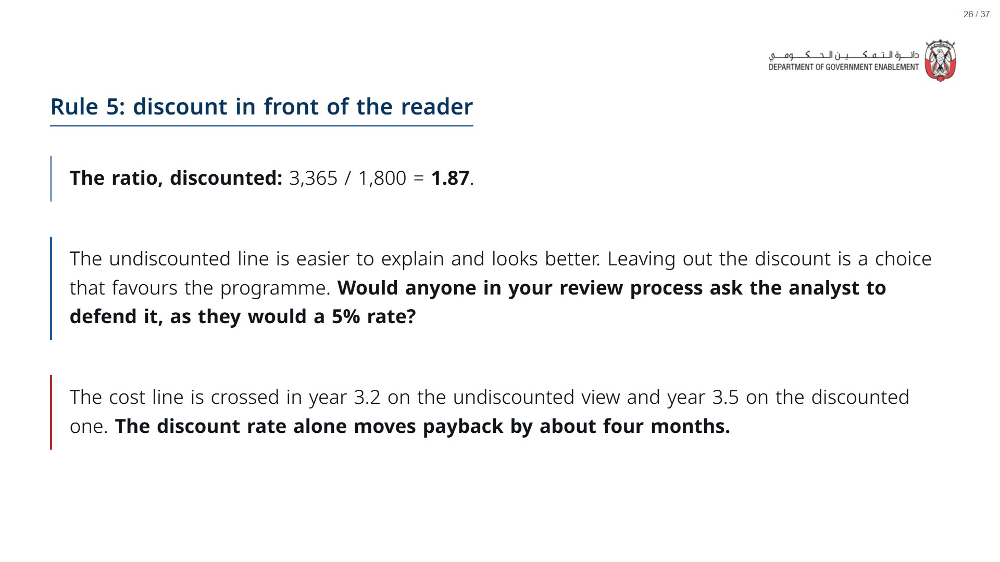 26 / 37
دائرة التمكين الحكومي
DEPARTMENT OF GOVERNMENT ENABLEMENT
Rule 5: discount in front of the reader
The ratio, discounted: 3,365 / 1,800 = 1.87.
The undiscounted line is easier to explain and looks better. Leaving out the discount is a choice
that favours the programme. Would anyone in your review process ask the analyst to
defend it, as they would a 5% rate?
The cost line is crossed in year 3.2 on the undiscounted view and year 3.5 on the discounted
one. The discount rate alone moves payback by about four months.